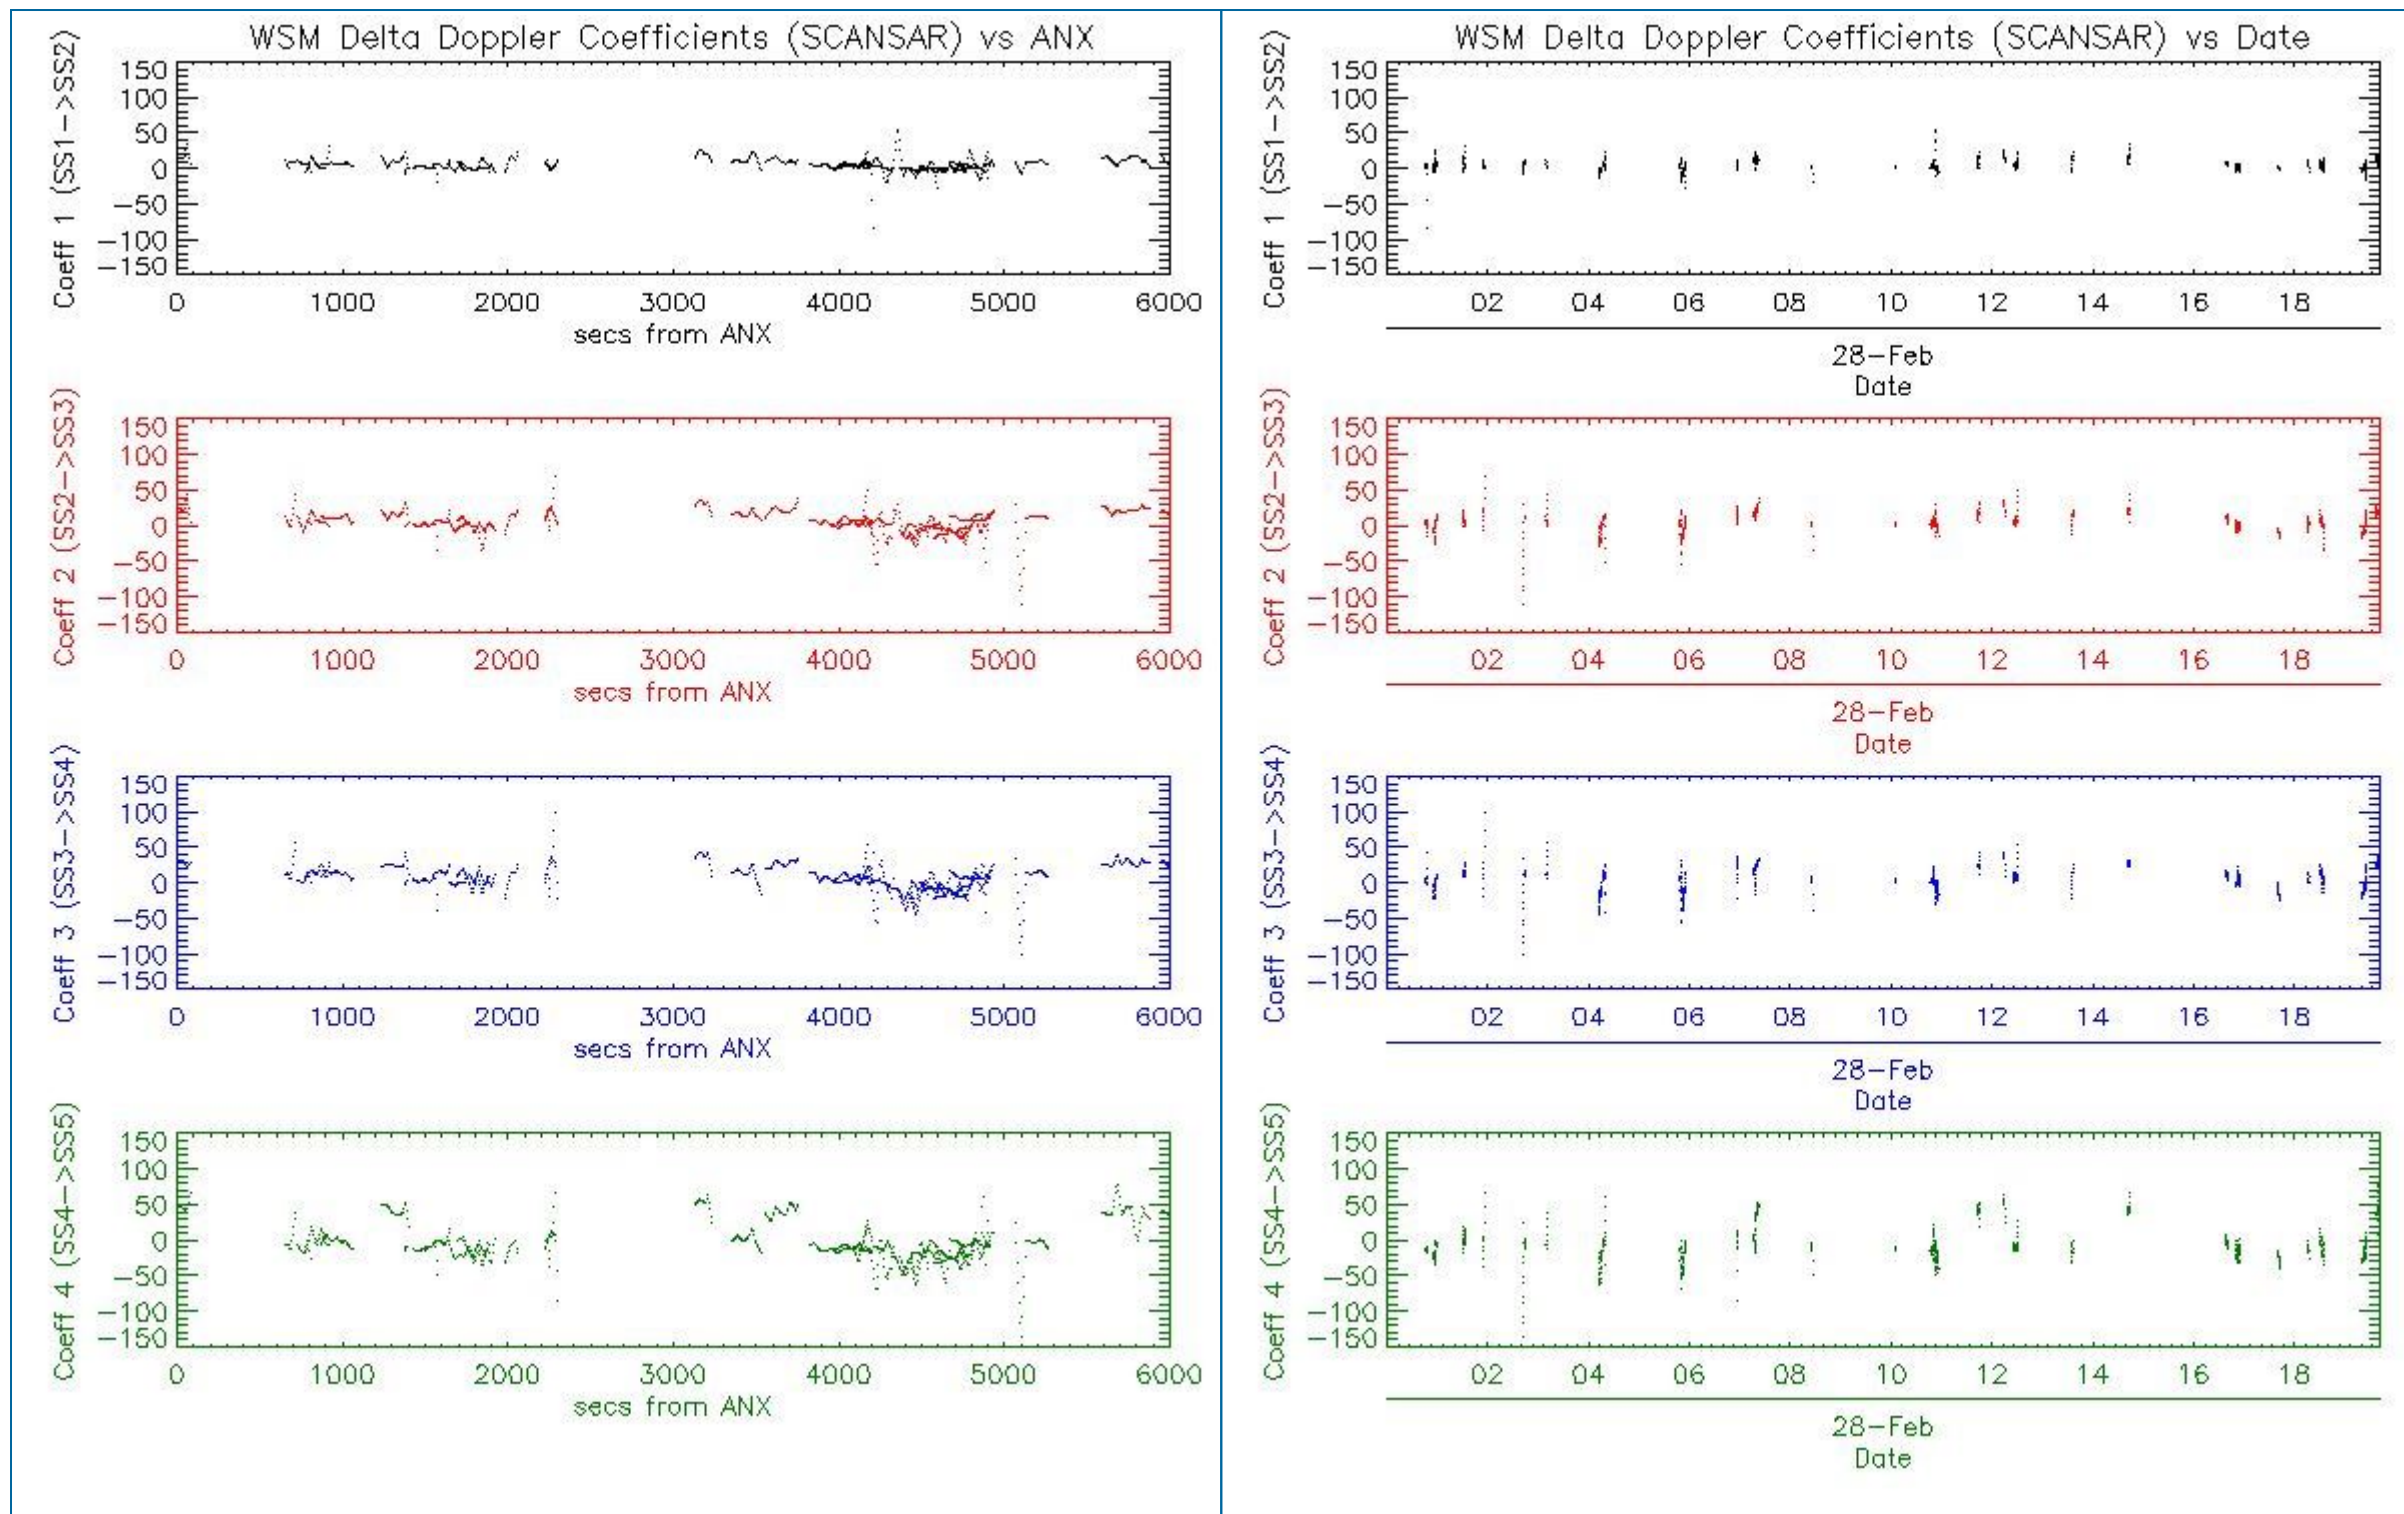 WSM Delta Doppler Coefficients (SCANSAR) vs ANX
Coeff 1 (SS1->SS2)
150
100
50
0
-50
-100
-150
0 1000 2000 3000 4000 5000 6000
secs from ANX
Coeff 2 (SS2->SS3)
150
100
50
0
-50
-100
-150
0 1000 2000 3000 4000 5000 6000
secs from ANX
Coeff 3 (SS3->SS4)
150
100
50
0
-50
-100
-150
0 1000 2000 3000 4000 5000 6000
secs from ANX
Coeff 4 (SS4->SS5)
150
100
50
0
-50
-100
-150
0 1000 2000 3000 4000 5000 6000
secs from ANX
WSM Delta Doppler Coefficients (SCANSAR) vs Date
Coeff 1 (SS1->SS2)
150
100
50
0
-50
-100
-150
02 04 06 08 10 12 14 16 18
28-Feb
Date
Coeff 2 (SS2->SS3)
150
100
50
0
-50
-100
-150
02 04 06 08 10 12 14 16 18
28-Feb
Date
Coeff 3 (SS3->SS4)
150
100
50
0
-50
-100
-150
02 04 06 08 10 12 14 16 18
28-Feb
Date
Coeff 4 (SS4->SS5)
150
100
50
0
-50
-100
-150
02 04 06 08 10 12 14 16 18
28-Feb
Date